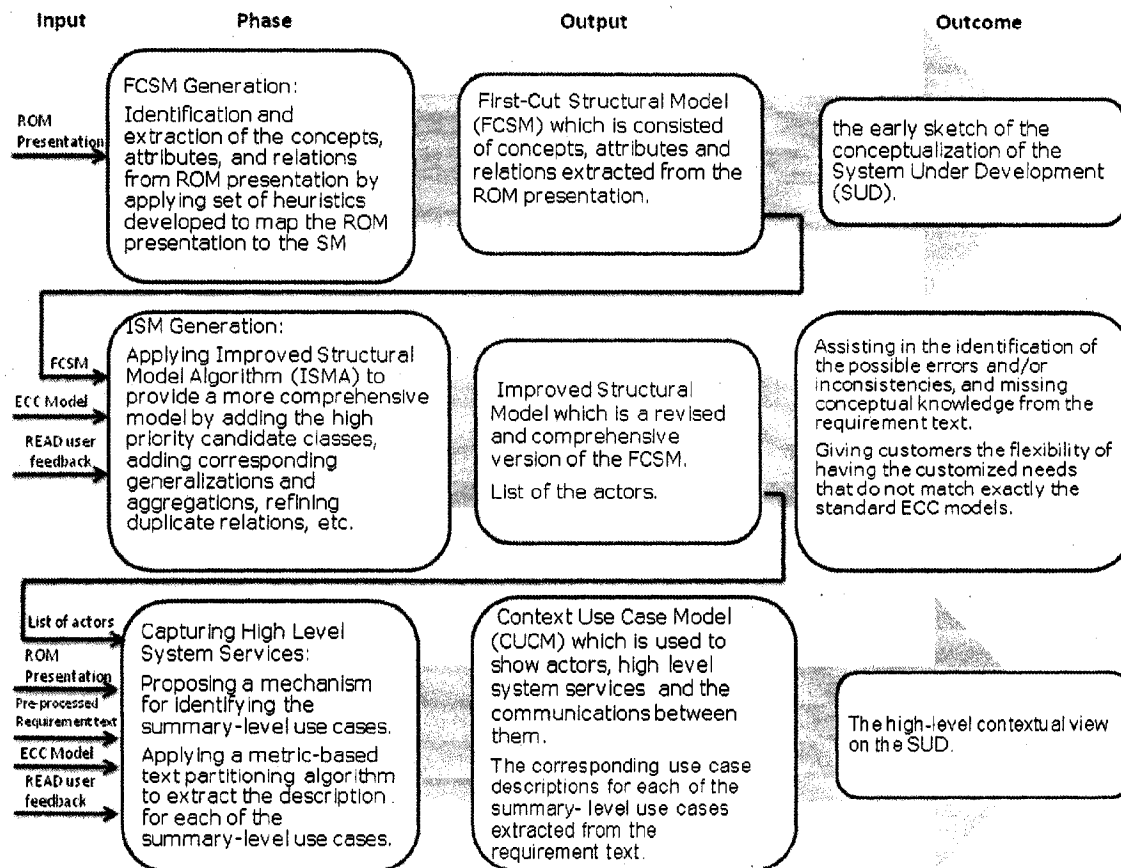 Input Phase Output Outcome
ROM
Presentation
FCSM Generation:
Identification and
extraction of the concepts,
attributes, and relations
from ROM presentation by
applying set of heuristics
developed to map the ROM
presentation to the SM
First-Cut Structural Model
(FCSM) which is consisted
of concepts, attributes and
relations extracted from the
ROM presentation.
the early sketch of the
conceptualization of the
System Under Development
(SUD).
FCSM
ECC Model
READ user
feedback
ISM Generation:
Applying Improved Structural
Model Algorithm (ISMA) to
provide a more comprehensive
model by adding the high
priority candidate classes,
adding corresponding
generalizations and
aggregations, refining
duplicate relations, etc.
Improved Structural
Model which is a revised
and comprehensive
version of the FCSM.
List of the actors.
Assisting in the identification of
the possible errors and/or
inconsistencies, and missing
conceptual knowledge from the
requirement text.
Giving customers the flexibility of
having the customized needs
that do not match exactly the
standard ECC models.
List of actors
ROM
Presentation
Pre-processed
Requirement text
ECC Model
READ user
feedback
Capturing High Level
System Services:
Proposing a mechanism
for identifying the
summary-level use cases.
Applying a metric-based
text partitioning algorithm
to extract the description
for each of the
summary-level use cases.
Context Use Case Model
(CUCM) which is used to
show actors, high level
system services and the
communications between
them.
The corresponding use case
descriptions for each of the
summary- level use cases
extracted from the
requirement text.
The high-level contextual view
on the SUD.